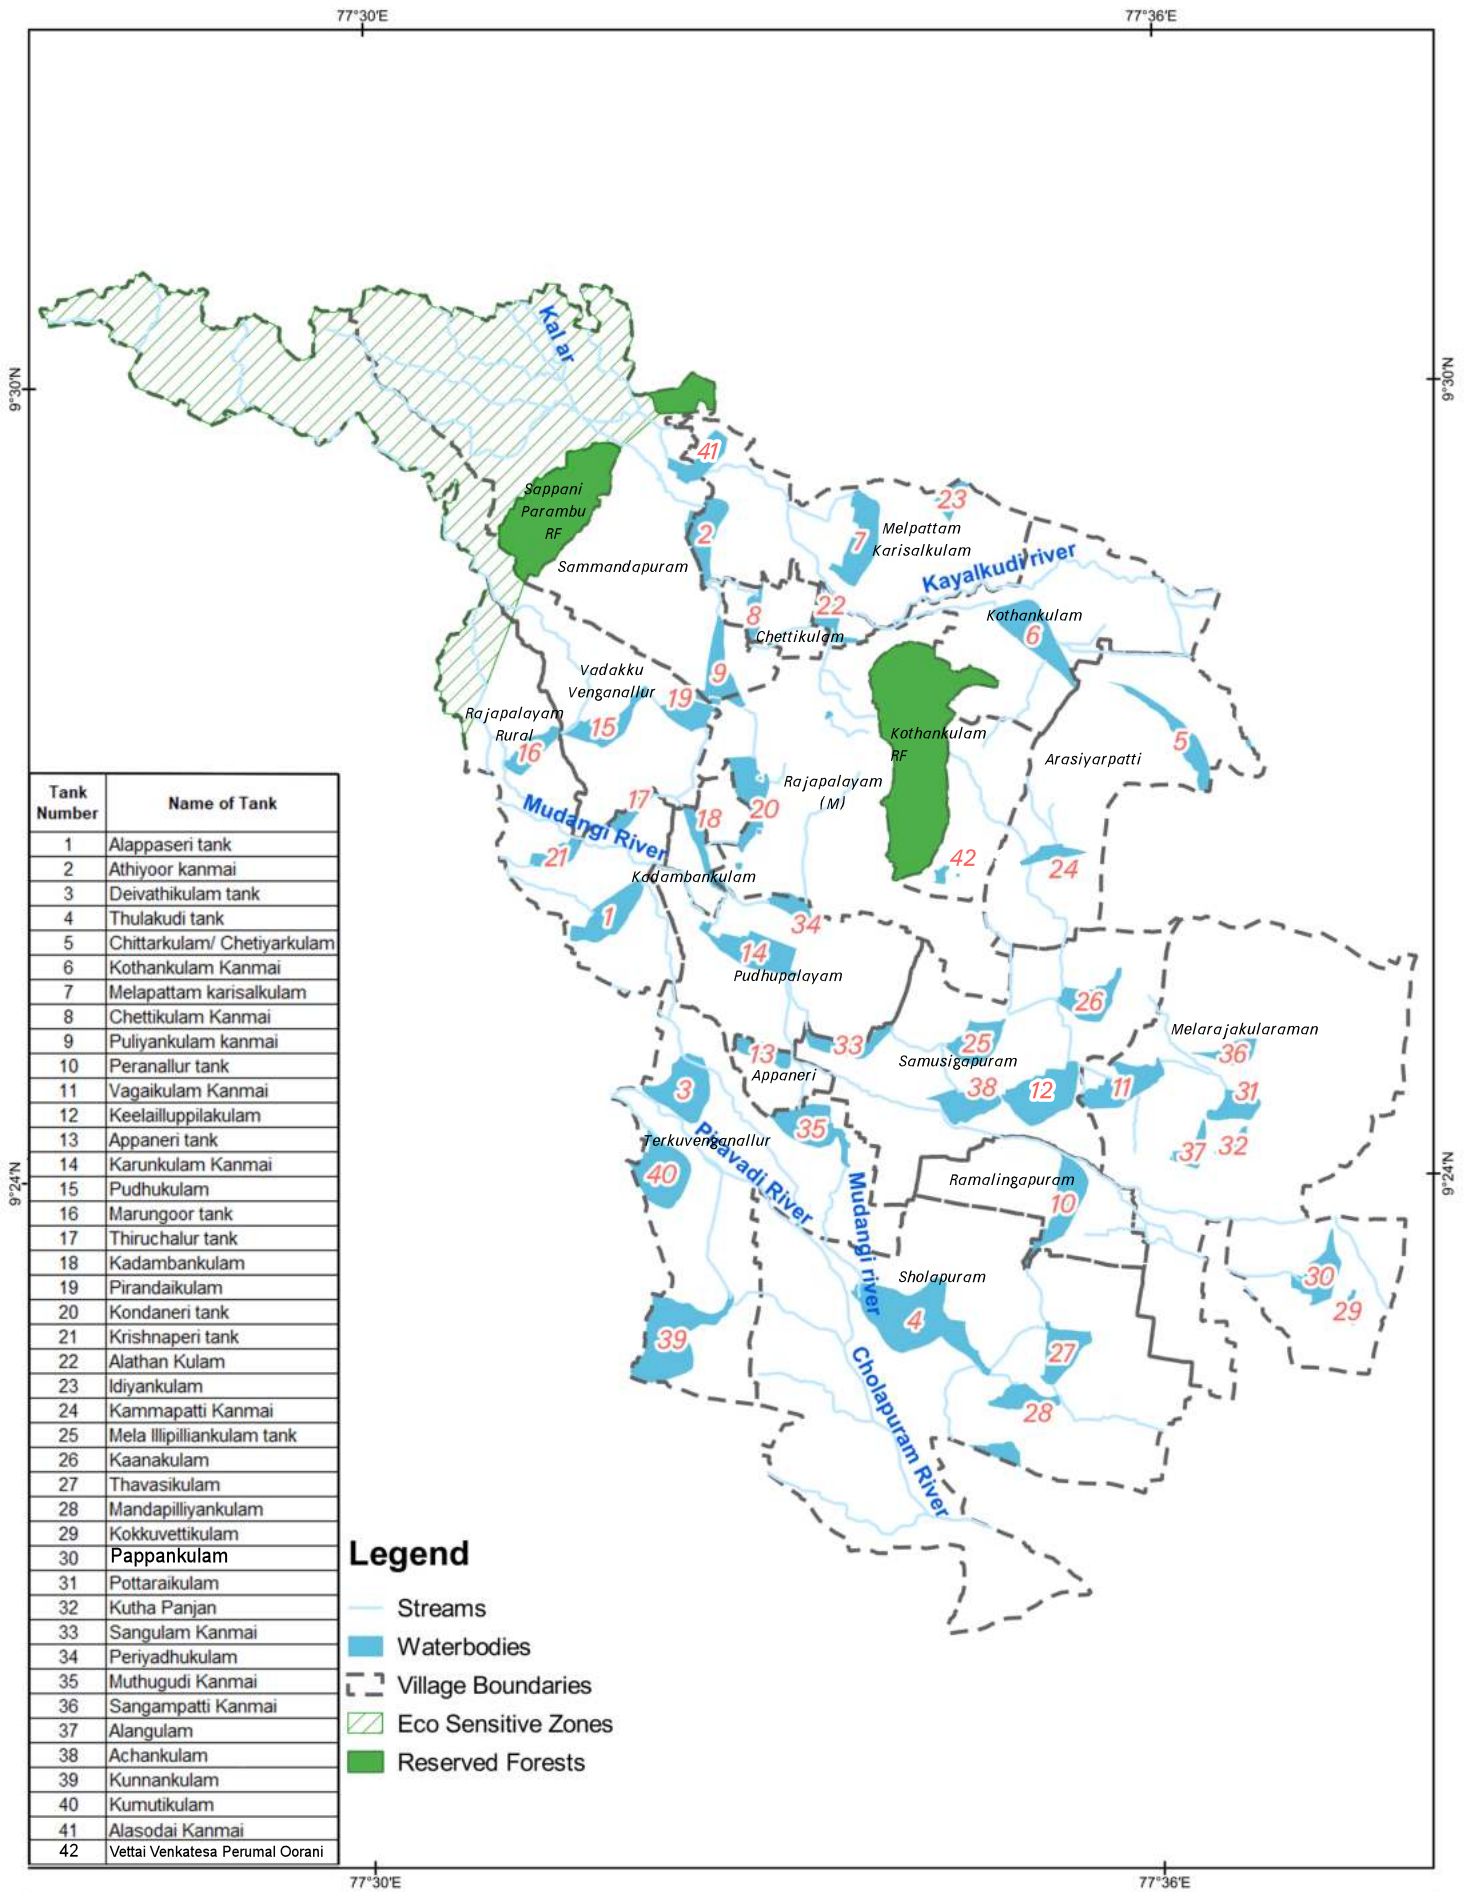 77°30'E
77°36'E
9°30'N
9°30'N
Kal ar
41
23
Sappani
Parambu
RF
2
7
Melpattam
Karisalkulam
Sammandapuram
Kayalkudi river
8
22
Kothankulam
Chettikulam
6
Vadakku
Venganallur
9
19
Rajapalayam
Rural
15
16
Kothankulam
RF
5
Arasiyarpatti
Rajapalayam
(M)
17
18
20
Mudangi River
21
42
24
Kadambankulam
1
34
14
Pudhupalayam
26
Melarajakularaman
13
33
25
Samusigapuram
36
Appaneri
3
38
12
11
31
35
Terkuvenganallur
Piravadi River
37
32
40
Ramalingapuram
10
Mudangi river
9°24'N
9°24'N
Sholapuram
30
29
4
39
27
Cholapuram River
28
Tank Number Name of Tank
1 Alappaseri tank
2 Athiyoor kanmai
3 Deivathikulam tank
4 Thulakudi tank
5 Chittarkulam/ Chetiyarkulam
6 Kothankulam Kanmai
7 Melapattam karisalkulam
8 Chettikulam Kanmai
9 Puliyankulam kanmai
10 Peranallur tank
11 Vagaikulam Kanmai
12 Keelailluppilakulam
13 Appaneri tank
14 Karunkulam Kanmai
15 Pudhukulam
16 Marungoor tank
17 Thiruchalur tank
18 Kadambankulam
19 Pirandaikulam
20 Kondaneri tank
21 Krishnaperi tank
22 Alathan Kulam
23 Idiyankulam
24 Kammapatti Kanmai
25 Mela Illipilliankulam tank
26 Kaanakulam
27 Thavasikulam
28 Mandapilliyankulam
29 Kokkuvettikulam
30 Pappankulam
31 Pottaraikulam
32 Kutha Panjan
33 Sangulam Kanmai
34 Periyadhukulam
35 Muthugudi Kanmai
36 Sangampatti Kanmai
37 Alangulam
38 Achankulam
39 Kunnankulam
40 Kumutikulam
41 Alasodai Kanmai
42 Vettai Venkatesa Perumal Oorani
Legend
Streams
Waterbodies
Village Boundaries
Eco Sensitive Zones
Reserved Forests
77°30'E
77°36'E